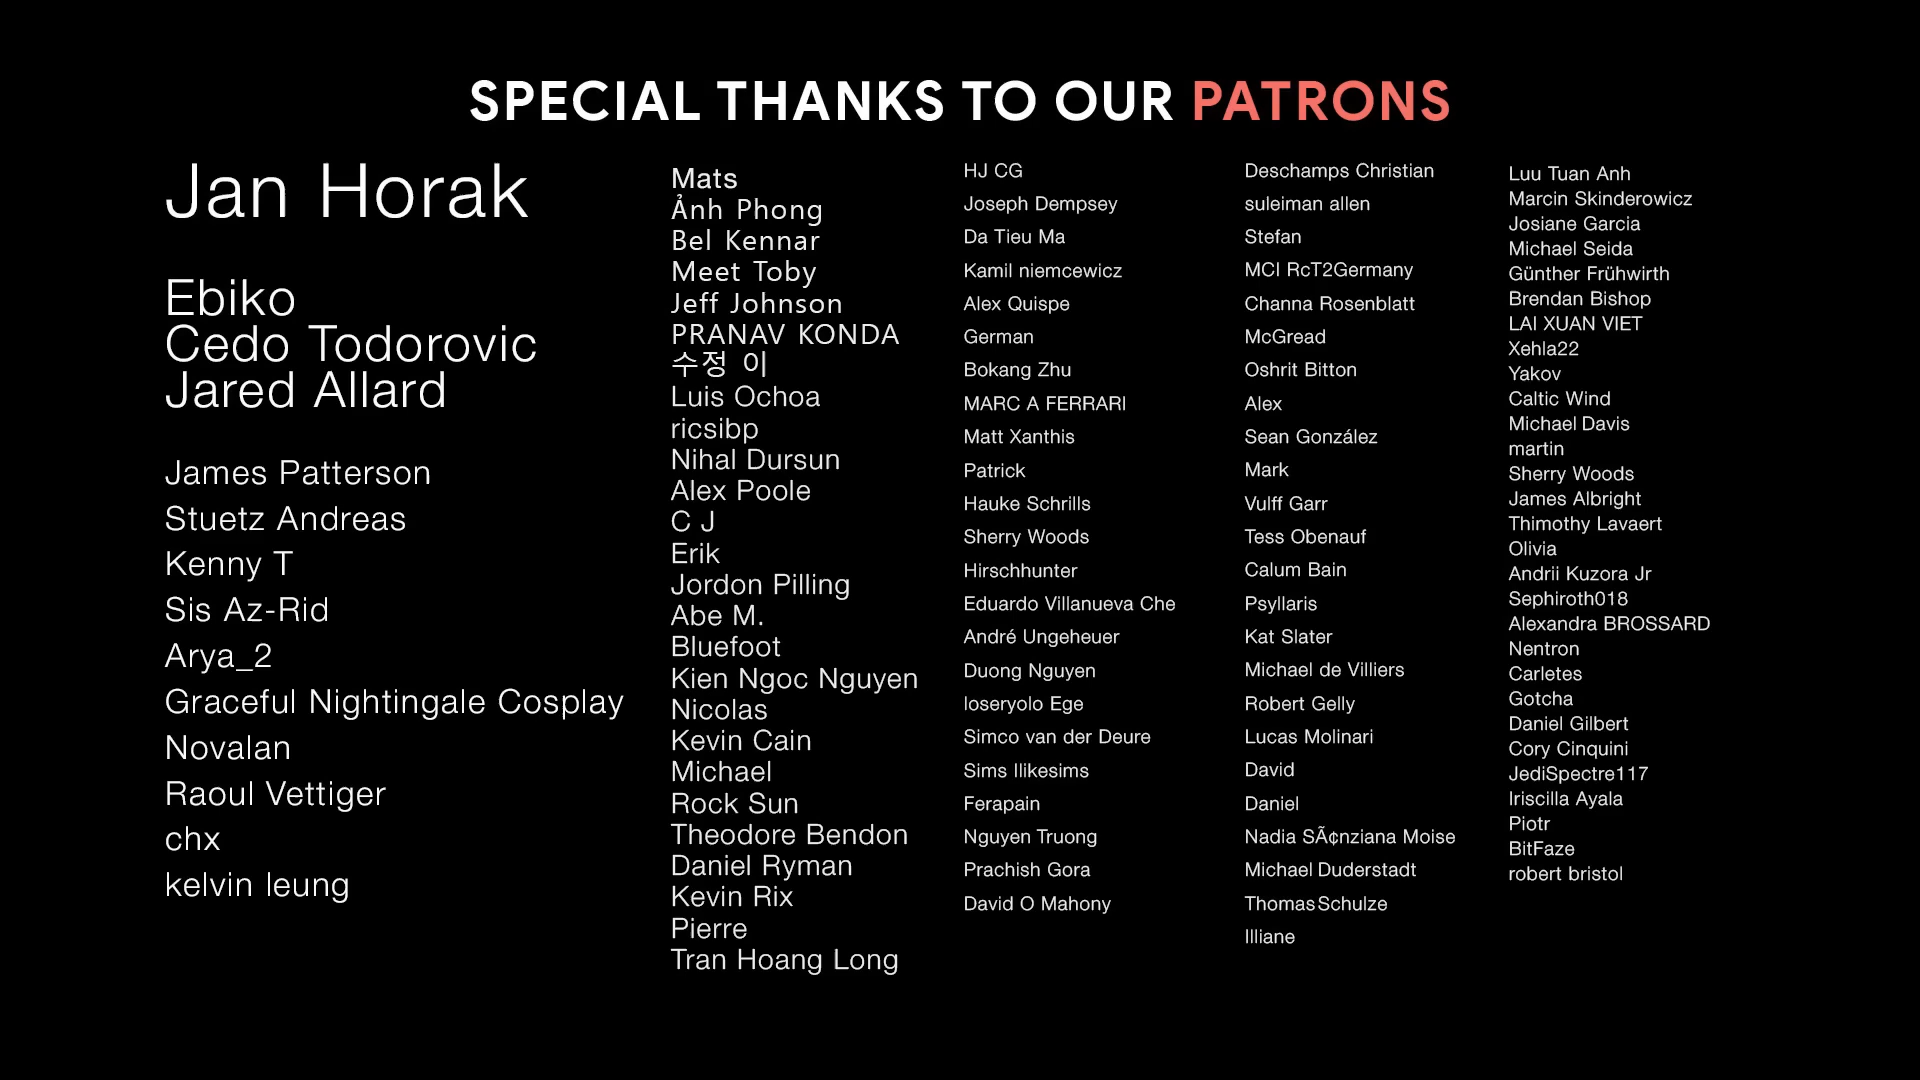 SPECIAL THANKS TO OUR PATRONS
Jan Horak
Ebiko
Cedo Todorovic
Jared Allard
James Patterson
Stuetz Andreas
Kenny T
Sis Az-Rid
Arya_2
Graceful Nightingale Cosplay
Novalan
Raoul Vettiger
chx
kelvin leung
Mats
Ảnh Phong
Bel Kennar
Meet Toby
Jeff Johnson
PRANAV KONDA
수정 이
Luis Ochoa
ricsibp
Nihal Dursun
Alex Poole
C J
Erik
Jordon Pilling
Abe M.
Bluefoot
Kien Ngoc Nguyen
Nicolas
Kevin Cain
Michael
Rock Sun
Theodore Bendon
Daniel Ryman
Kevin Rix
Pierre
Tran Hoang Long
HJ CG
Joseph Dempsey
Da Tieu Ma
Kamil niemcewicz
Alex Quispe
German
Bokang Zhu
MARC A FERRARI
Matt Xanthis
Patrick
Hauke Schrills
Sherry Woods
Hirschhunter
Eduardo Villanueva Che
André Ungeheuer
Duong Nguyen
loseryolo Ege
Simco van der Deure
Sims Ilikesims
Ferapain
Nguyen Truong
Prachish Gora
David O Mahony
Deschamps Christian
suleiman allen
Stefan
MCI RcT2Germany
Channa Rosenblatt
McGread
Oshrit Bitton
Alex
Sean González
Mark
Vulff Garr
Tess Obenauf
Calum Bain
Psyllaris
Kat Slater
Michael de Villiers
Robert Gelly
Lucas Molinari
David
Daniel
Nadia SÃ¢nziana Moise
Michael Duderstadt
Thomas Schulze
Illiane
Luu Tuan Anh
Marcin Skinderowicz
Josiane Garcia
Michael Seida
Günther Frühwirth
Brendan Bishop
LAI XUAN VIET
Xehla22
Yakov
Caltic Wind
Michael Davis
martin
Sherry Woods
James Albright
Thimothy Lavaert
Olivia
Andrii Kuzora Jr
Sephiroth018
Alexandra BROSSARD
Nentron
Carletes
Gotcha
Daniel Gilbert
Cory Cinquini
JediSpectre117
Iriscilla Ayala
Piotr
BitFaze
robert bristol